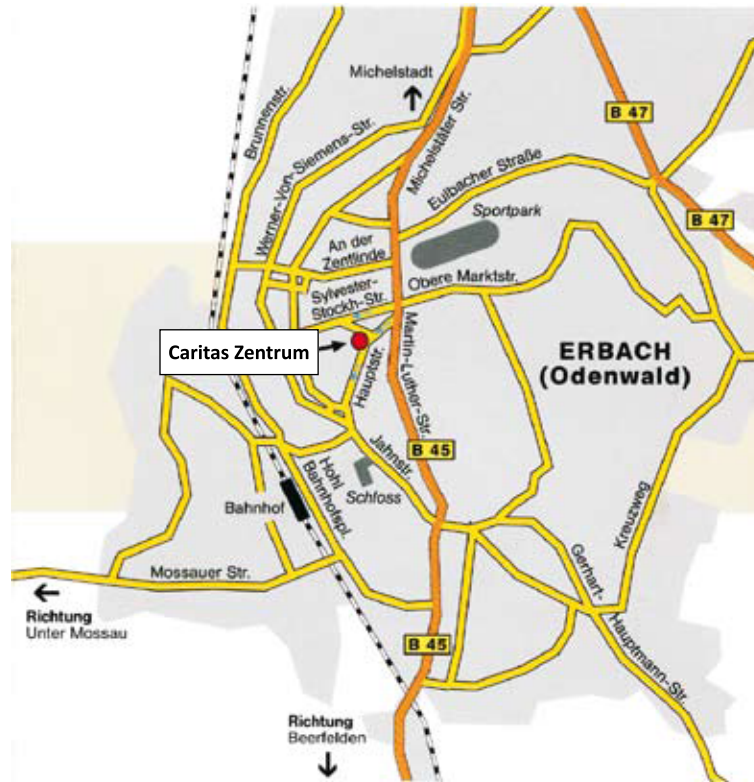 Michelstadt
Brunnenstr.
Werner-Von-Siemens-Str.
Michelstäter Str.
B 47
Eulbacher Straße
Sportpark
B 47
An der
Zentlinde
Obere Marktstr.
Sylvester-
Stockh-Str.
Caritas Zentrum
Hauptstr.
Martin-Luther-Str.
ERBACH
(Odenwald)
B 45
Jahnstr.
Hohl
Bahnhofspl.
Schloss
Bahnhof
Kreuzweg
Mossauer Str.
Gerhart-
Hauptmann-Str.
Richtung
Unter Mossau
B 45
Richtung
Beerfelden